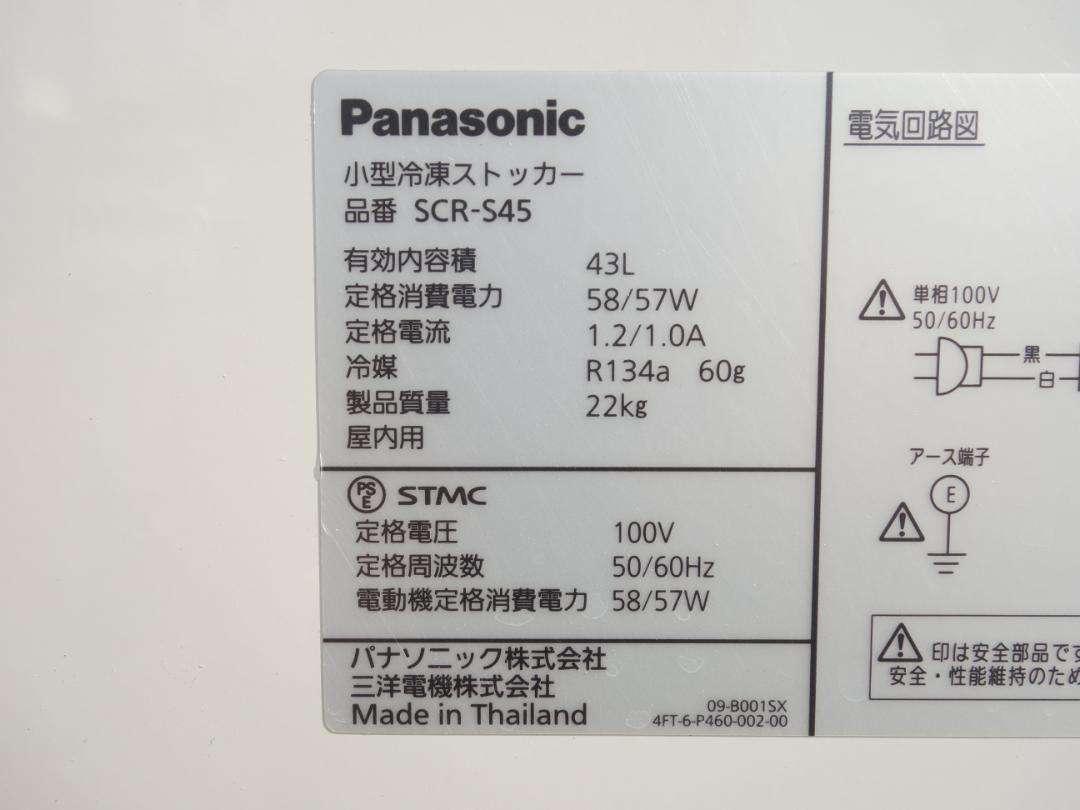 Panasonic
小型冷凍ストッカー
品番 SCR-S45
有効内容積 43L
定格消費電力 58/57W
定格電流 1.2/1.0A
冷媒 R134a 60g
製品質量 22kg
屋内用
PSE STMC
定格電圧 100V
定格周波数 50/60Hz
電動機定格消費電力 58/57W
パナソニック株式会社
三洋電機株式会社
Made in Thailand
09-B001SX
4FT-6-P460-002-00
電気回路図
単相100V
50/60Hz
黒
白
アース端子
E
印は安全部品です
安全・性能維持のため